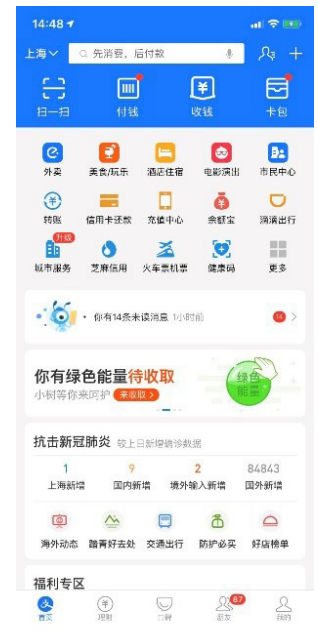 14:48
上海
先消费，后付款
扫一扫 付钱 收钱 卡包
外卖 美食/玩乐 酒店住宿 电影演出 市民中心
转账 信用卡还款 充值中心 余额宝 滴滴出行
升级
城市服务 芝麻信用 火车票机票 健康码 更多
你有14条未读消息 1小时前 14
你有绿色能量待收取
小树等你来呵护 来收取
绿色
能量
抗击新冠肺炎 较上日新增确诊数据
1 9 2 84843
上海新增 国内新增 境外输入新增 国外新增
海外动态 踏青好去处 交通出行 防护必买 好店榜单
福利专区
87
首页 理财 口碑 朋友 我的